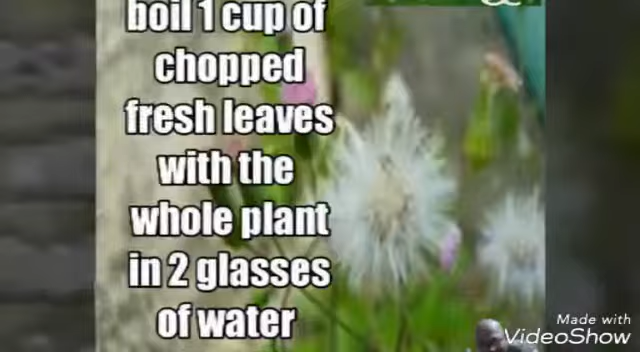 boil 1 cup of
chopped
fresh leaves
with the
whole plant
in 2 glasses
of water
Made with
VideoShow